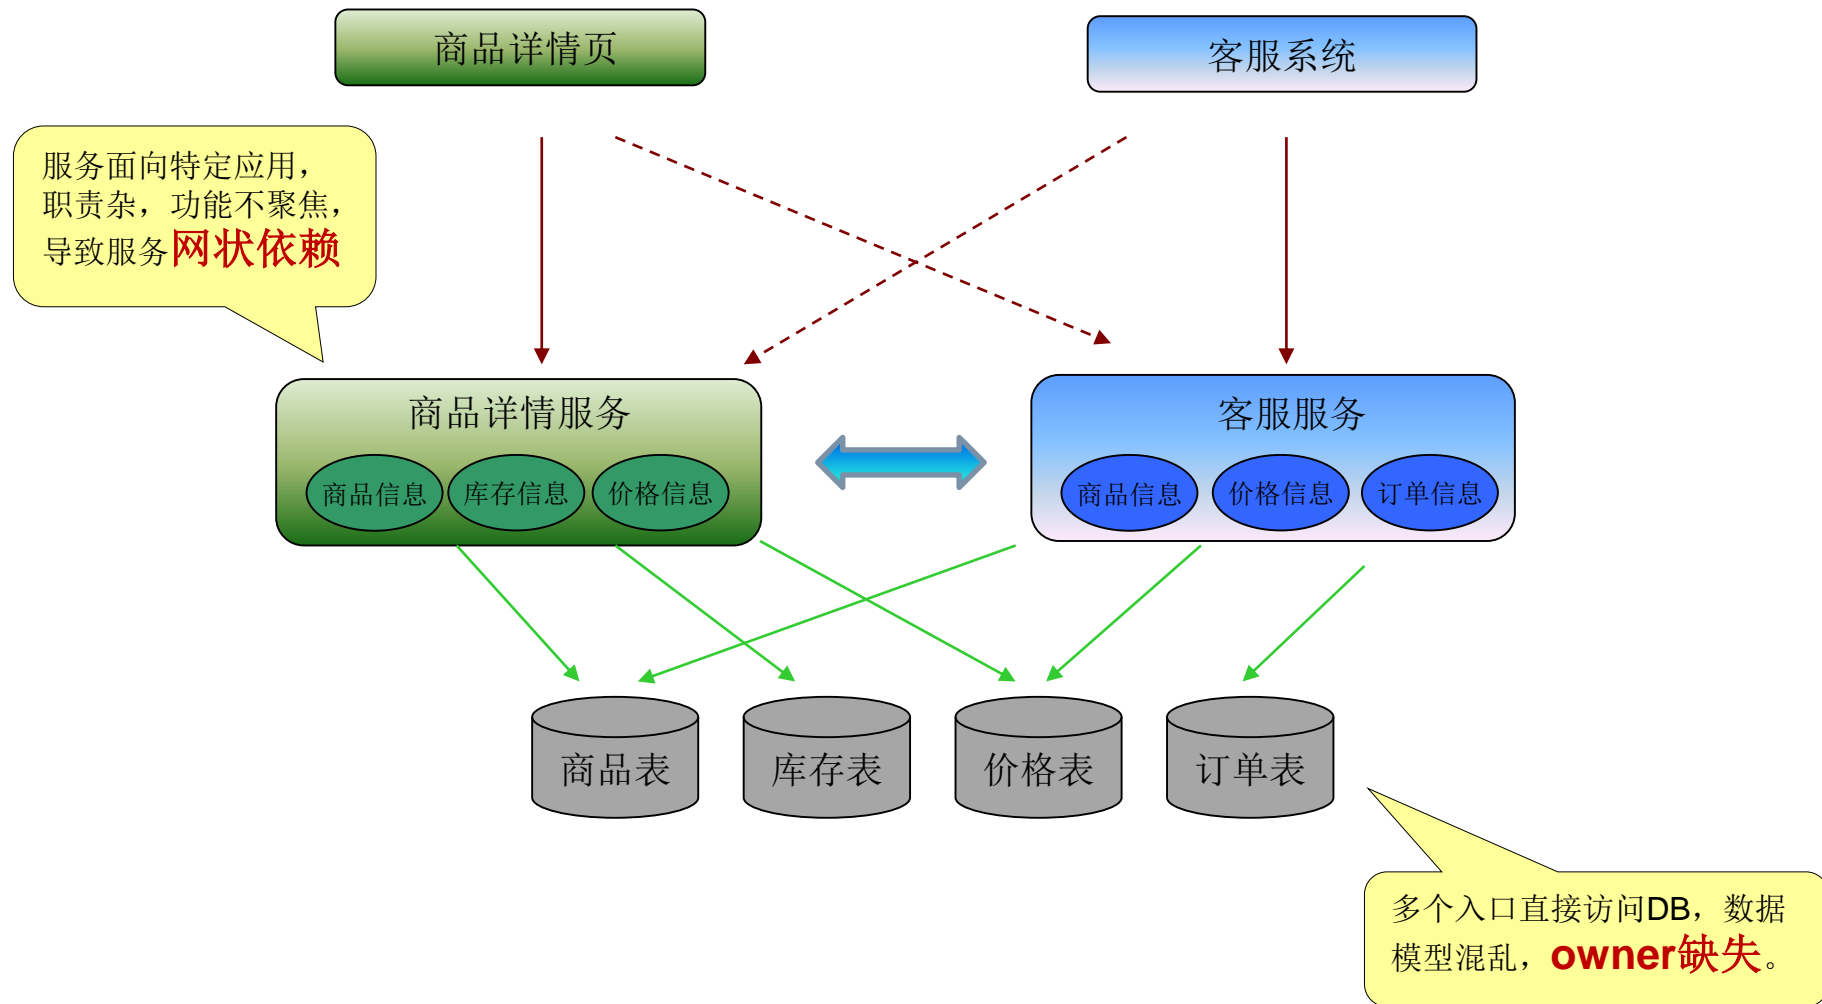 商品详情页
客服系统
服务面向特定应用，
职责杂，功能不聚焦，
导致服务网状依赖
商品详情服务
客服服务
商品信息
库存信息
价格信息
商品信息
价格信息
订单信息
商品表
库存表
价格表
订单表
多个入口直接访问DB，数据
模型混乱，owner缺失。